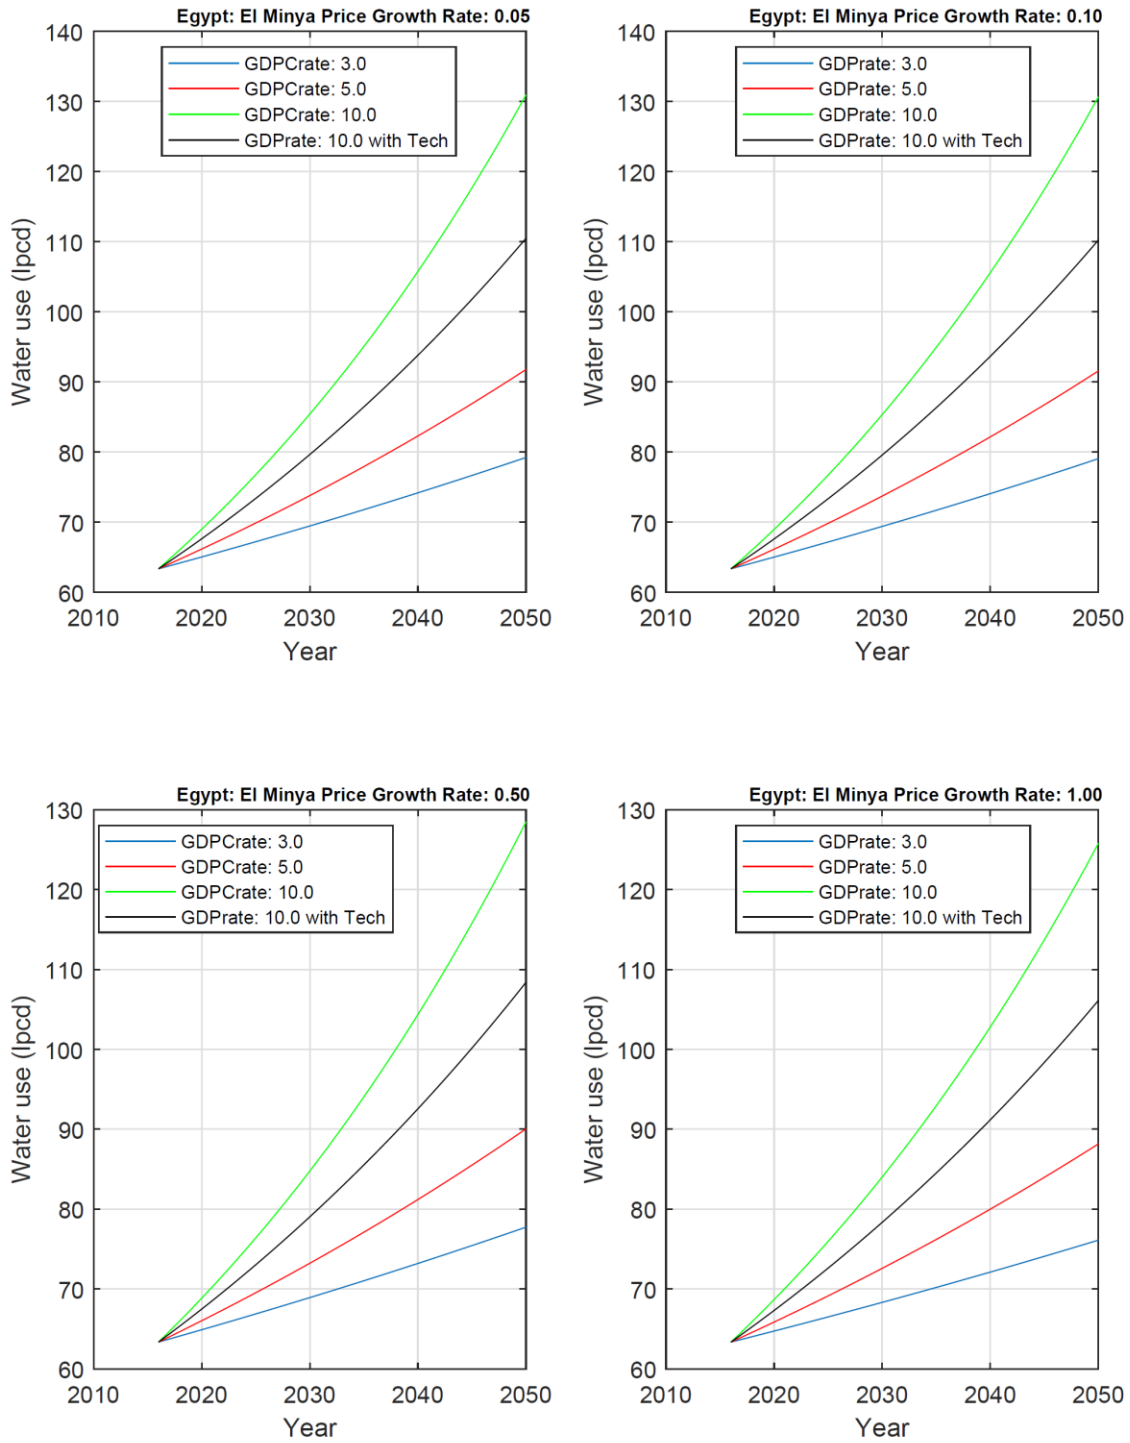 Egypt: El Minya Price Growth Rate: 0.05
140
130
120
110
100
90
80
70
60
2010 2020 2030 2040 2050
Year
Water use (lpcd)
GDPCrate: 3.0
GDPCrate: 5.0
GDPCrate: 10.0
GDPrate: 10.0 with Tech
Egypt: El Minya Price Growth Rate: 0.10
140
130
120
110
100
90
80
70
60
2010 2020 2030 2040 2050
Year
Water use (lpcd)
GDPrate: 3.0
GDPrate: 5.0
GDPrate: 10.0
GDPrate: 10.0 with Tech
Egypt: El Minya Price Growth Rate: 0.50
130
120
110
100
90
80
70
60
2010 2020 2030 2040 2050
Year
Water use (lpcd)
GDPCrate: 3.0
GDPCrate: 5.0
GDPCrate: 10.0
GDPrate: 10.0 with Tech
Egypt: El Minya Price Growth Rate: 1.00
130
120
110
100
90
80
70
60
2010 2020 2030 2040 2050
Year
Water use (lpcd)
GDPrate: 3.0
GDPrate: 5.0
GDPrate: 10.0
GDPrate: 10.0 with Tech